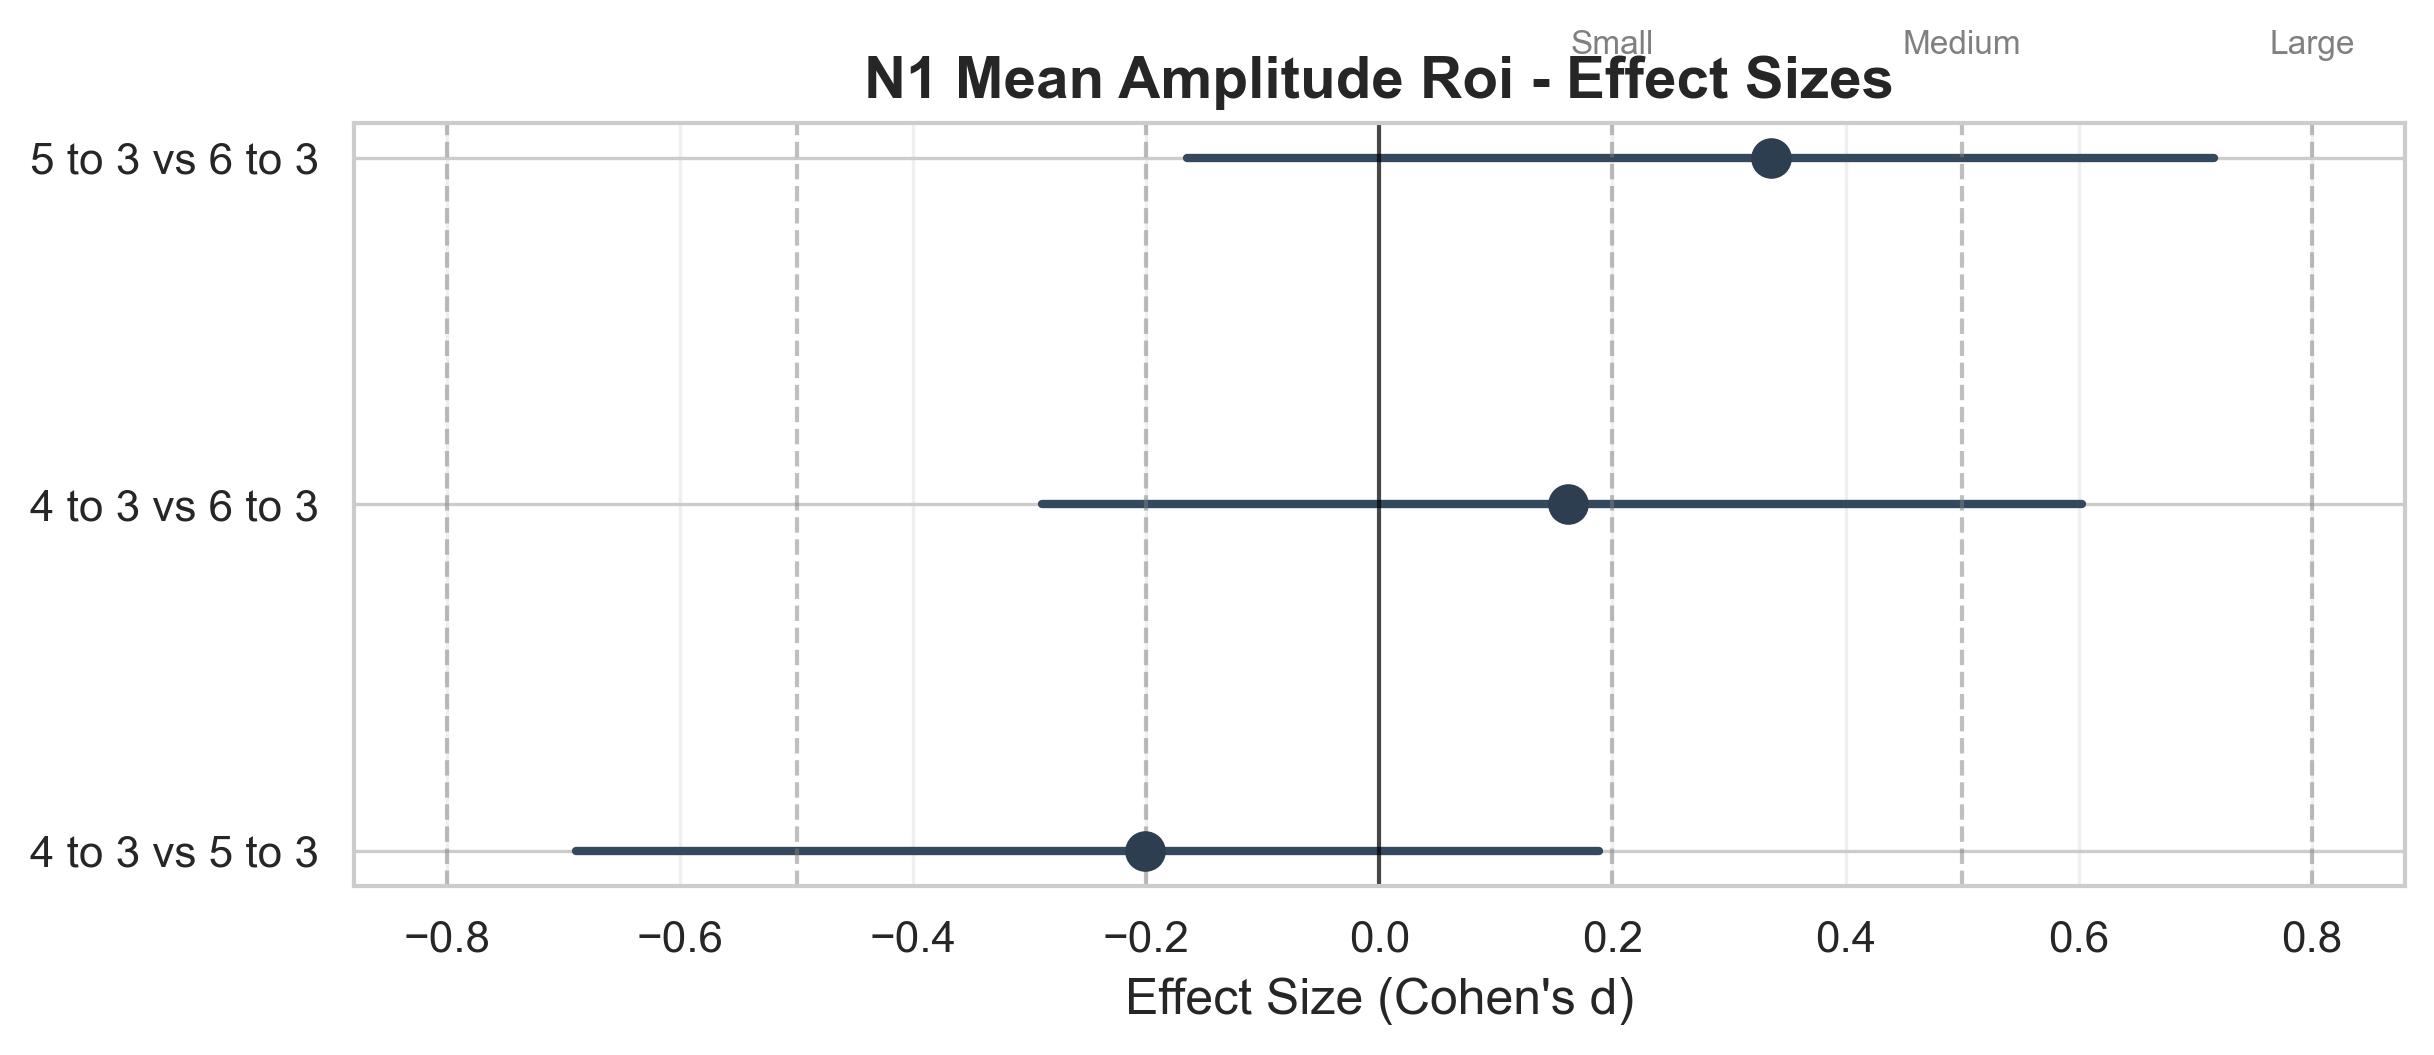 Small Medium Large
N1 Mean Amplitude Roi - Effect Sizes
5 to 3 vs 6 to 3
4 to 3 vs 6 to 3
4 to 3 vs 5 to 3
−0.8 −0.6 −0.4 −0.2 0.0 0.2 0.4 0.6 0.8
Effect Size (Cohen's d)